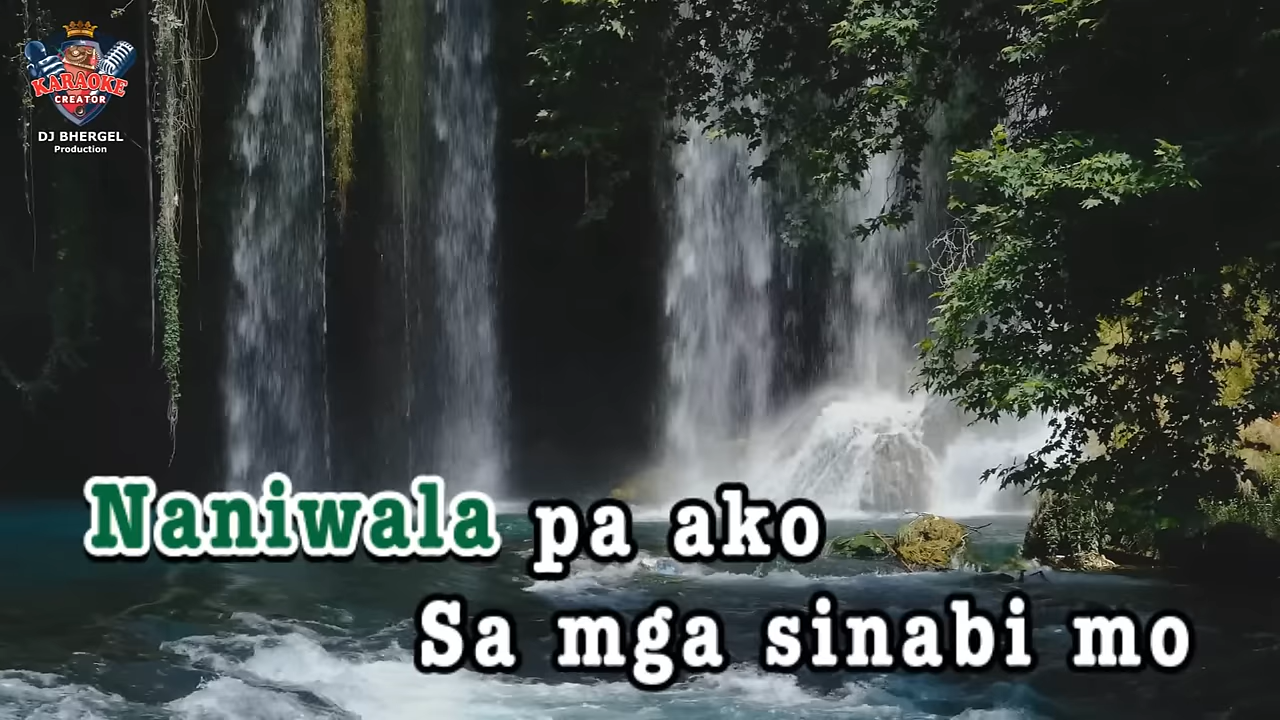 KARAOKE
CREATOR
DJ BHERGEL
Production
Naniwala pa ako
Sa mga sinabi mo